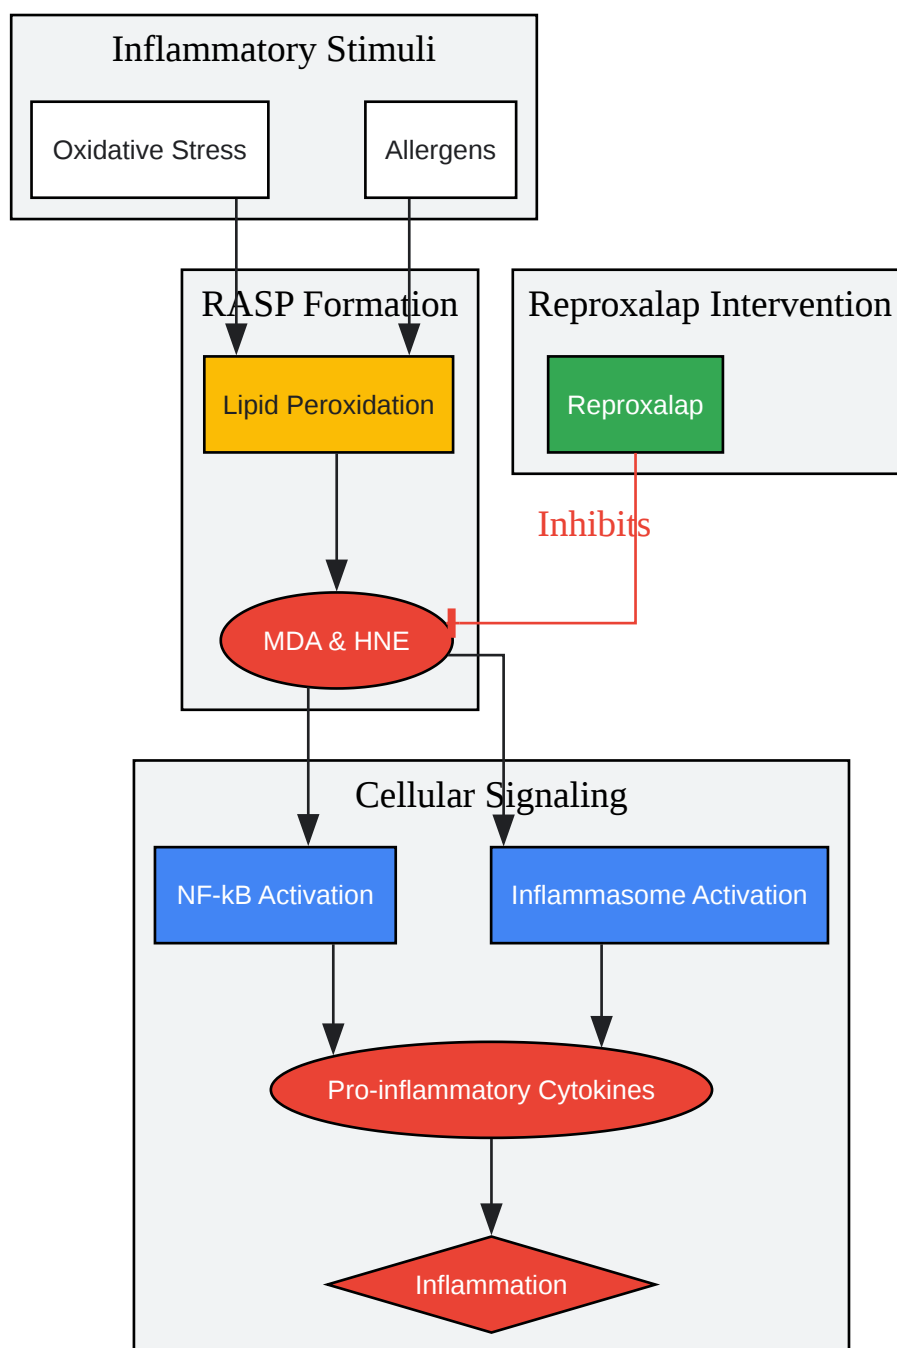 Inflammatory Stimuli
Oxidative Stress
Allergens
RASP Formation
Reproxalap Intervention
Lipid Peroxidation
Reproxalap
Inhibits
MDA & HNE
Cellular Signaling
NF-kB Activation
Inflammasome Activation
Pro-inflammatory Cytokines
Inflammation